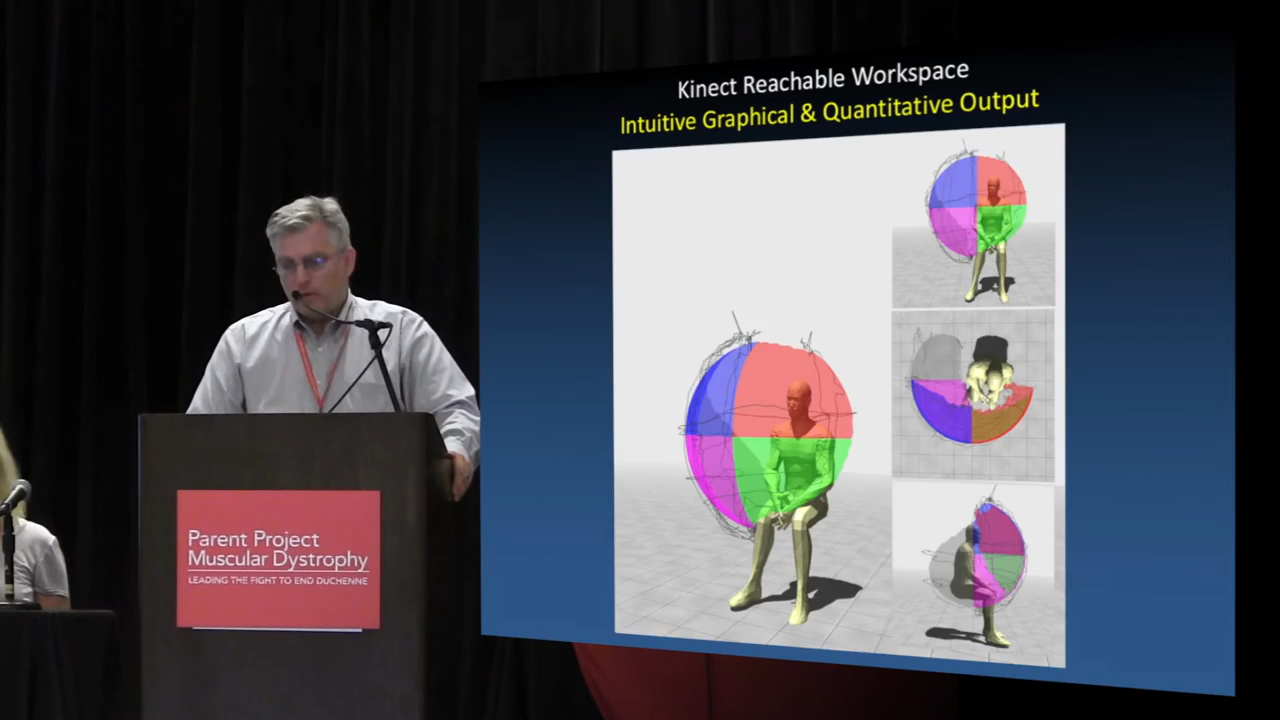 Kinect Reachable Workspace
Intuitive Graphical & Quantitative Output
Parent Project
Muscular Dystrophy
LEADING THE FIGHT TO END DUCHENNE